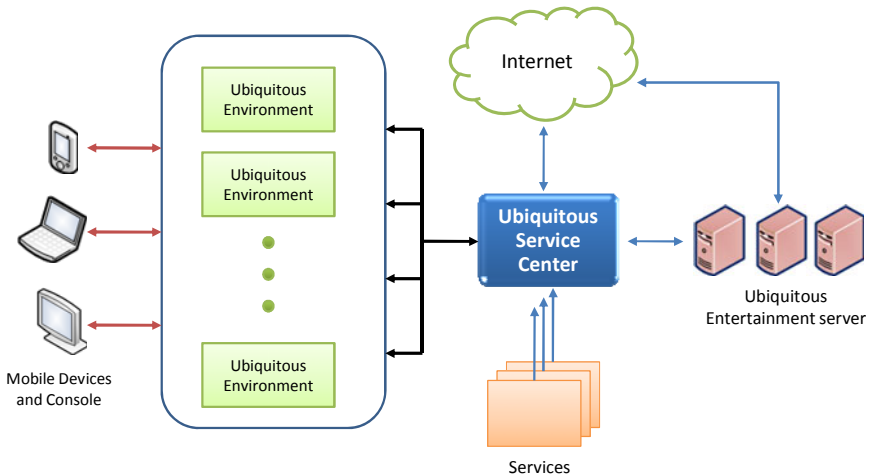 Ubiquitous
Environment
Ubiquitous
Environment
Ubiquitous
Environment
Mobile Devices
and Console
Internet
Ubiquitous
Service
Center
Ubiquitous
Entertainment server
Services